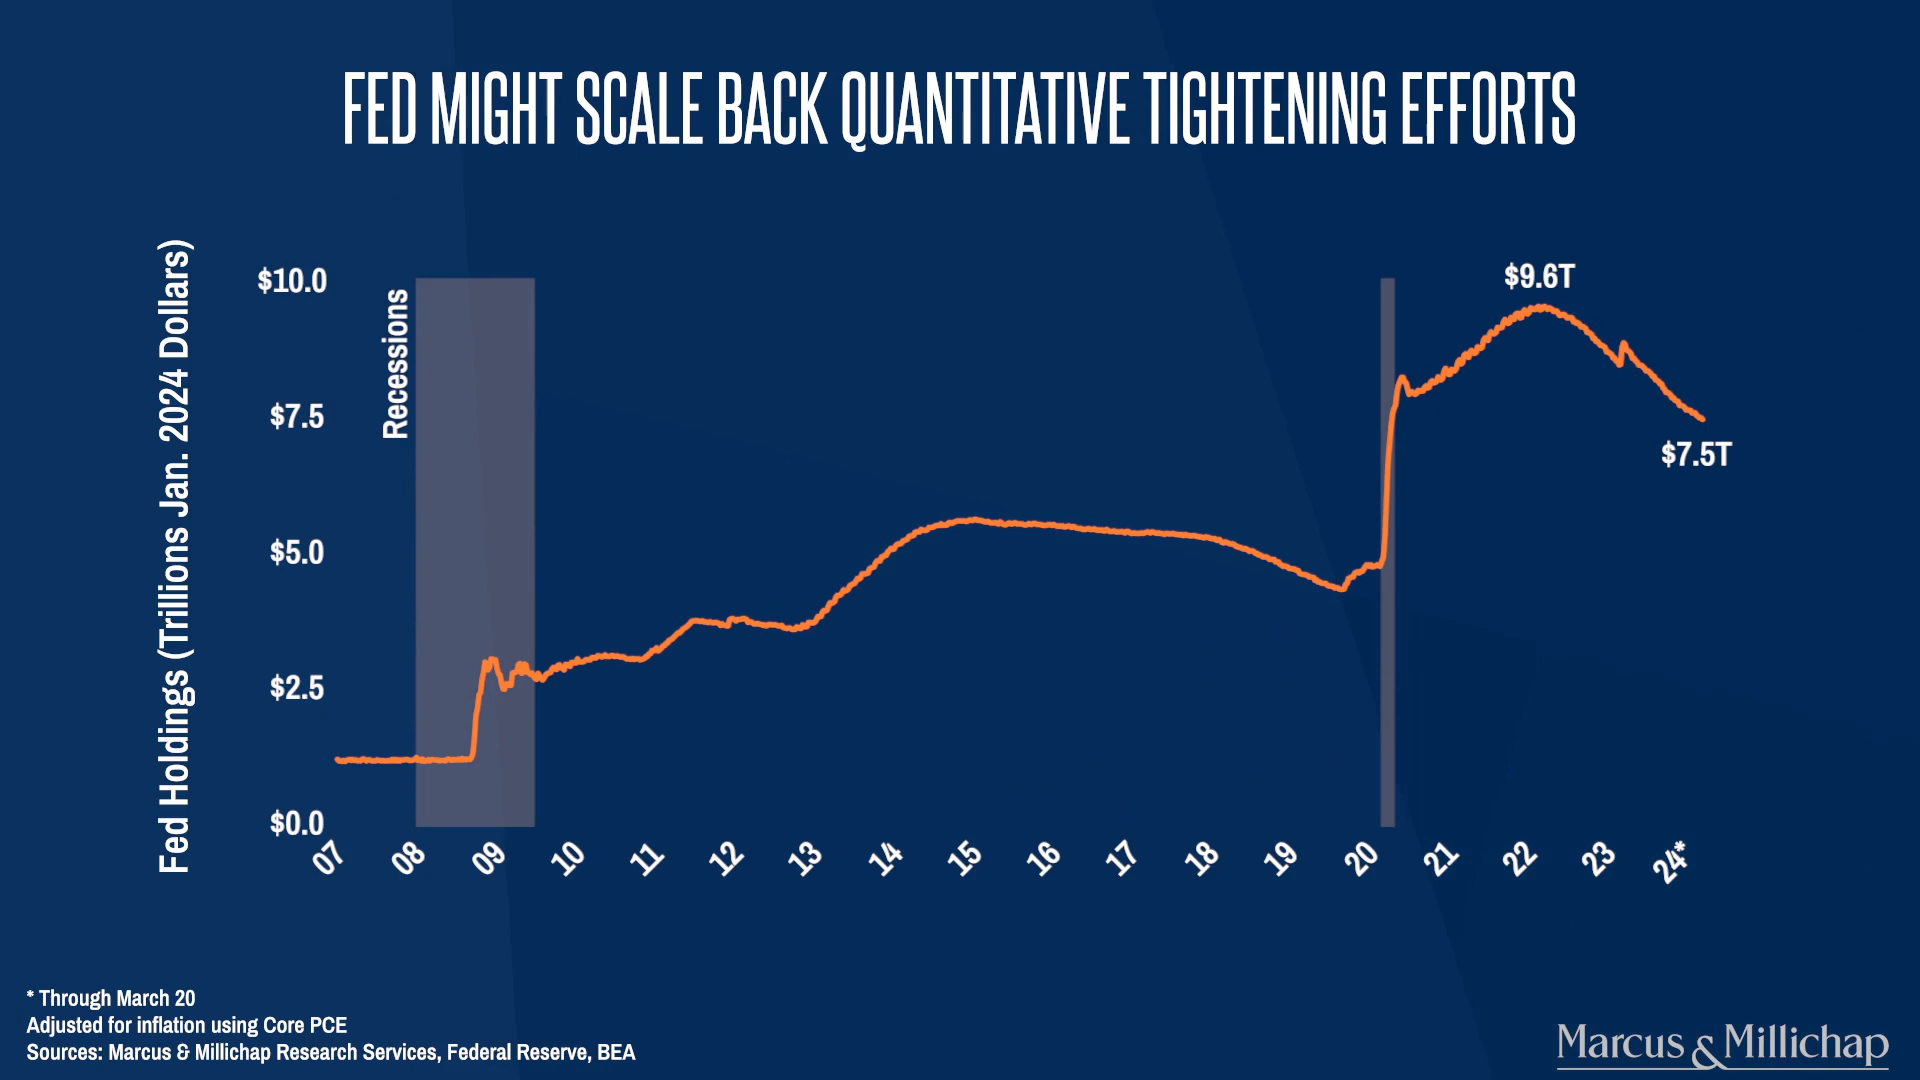 FED MIGHT SCALE BACK QUANTITATIVE TIGHTENING EFFORTS
Fed Holdings (Trillions Jan. 2024 Dollars)
$10.0
$7.5
$5.0
$2.5
$0.0
Recessions
$9.6T
$7.5T
07
08
09
10
11
12
13
14
15
16
17
18
19
20
21
22
23
24*
* Through March 20
Adjusted for inflation using Core PCE
Sources: Marcus & Millichap Research Services, Federal Reserve, BEA
Marcus & Millichap